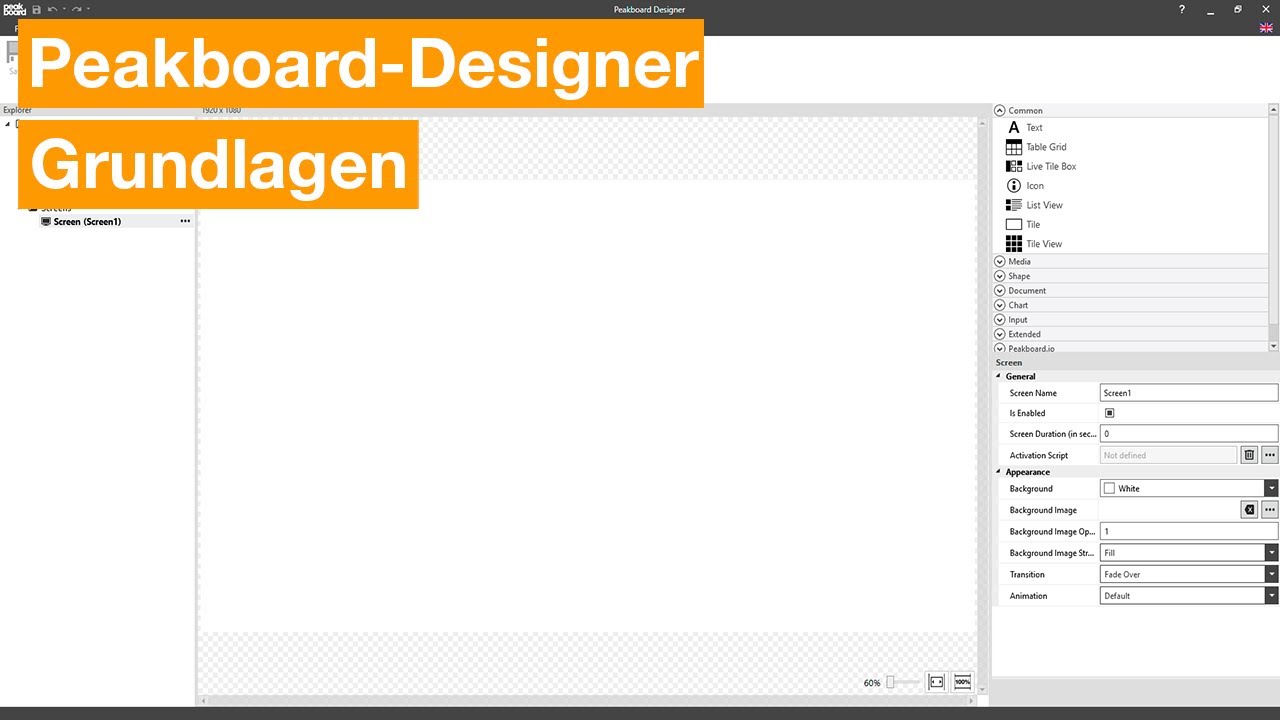 peak
board
Peakboard Designer
?
Peakboard-Designer
Grundlagen
Explorer
1920 x 1080
Screen (Screen1)
60%
100%
Common
Text
Table Grid
Live Tile Box
Icon
List View
Tile
Tile View
Media
Shape
Document
Chart
Input
Extended
Peakboard.io
Screen
General
Screen Name Screen1
Is Enabled
Screen Duration (in sec... 0
Activation Script Not defined
Appearance
Background White
Background Image
Background Image Op... 1
Background Image Str... Fill
Transition Fade Over
Animation Default